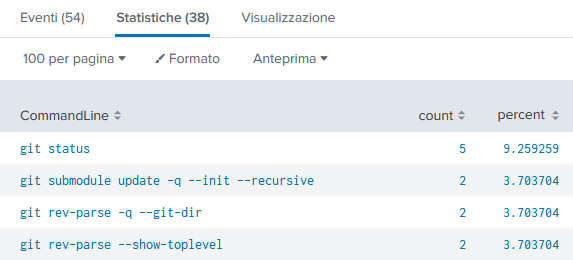 Eventi (54) Statistiche (38) Visualizzazione
100 per pagina Formato Anteprima
CommandLine count percent
git status 5 9.259259
git submodule update -q --init --recursive 2 3.703704
git rev-parse -q --git-dir 2 3.703704
git rev-parse --show-toplevel 2 3.703704